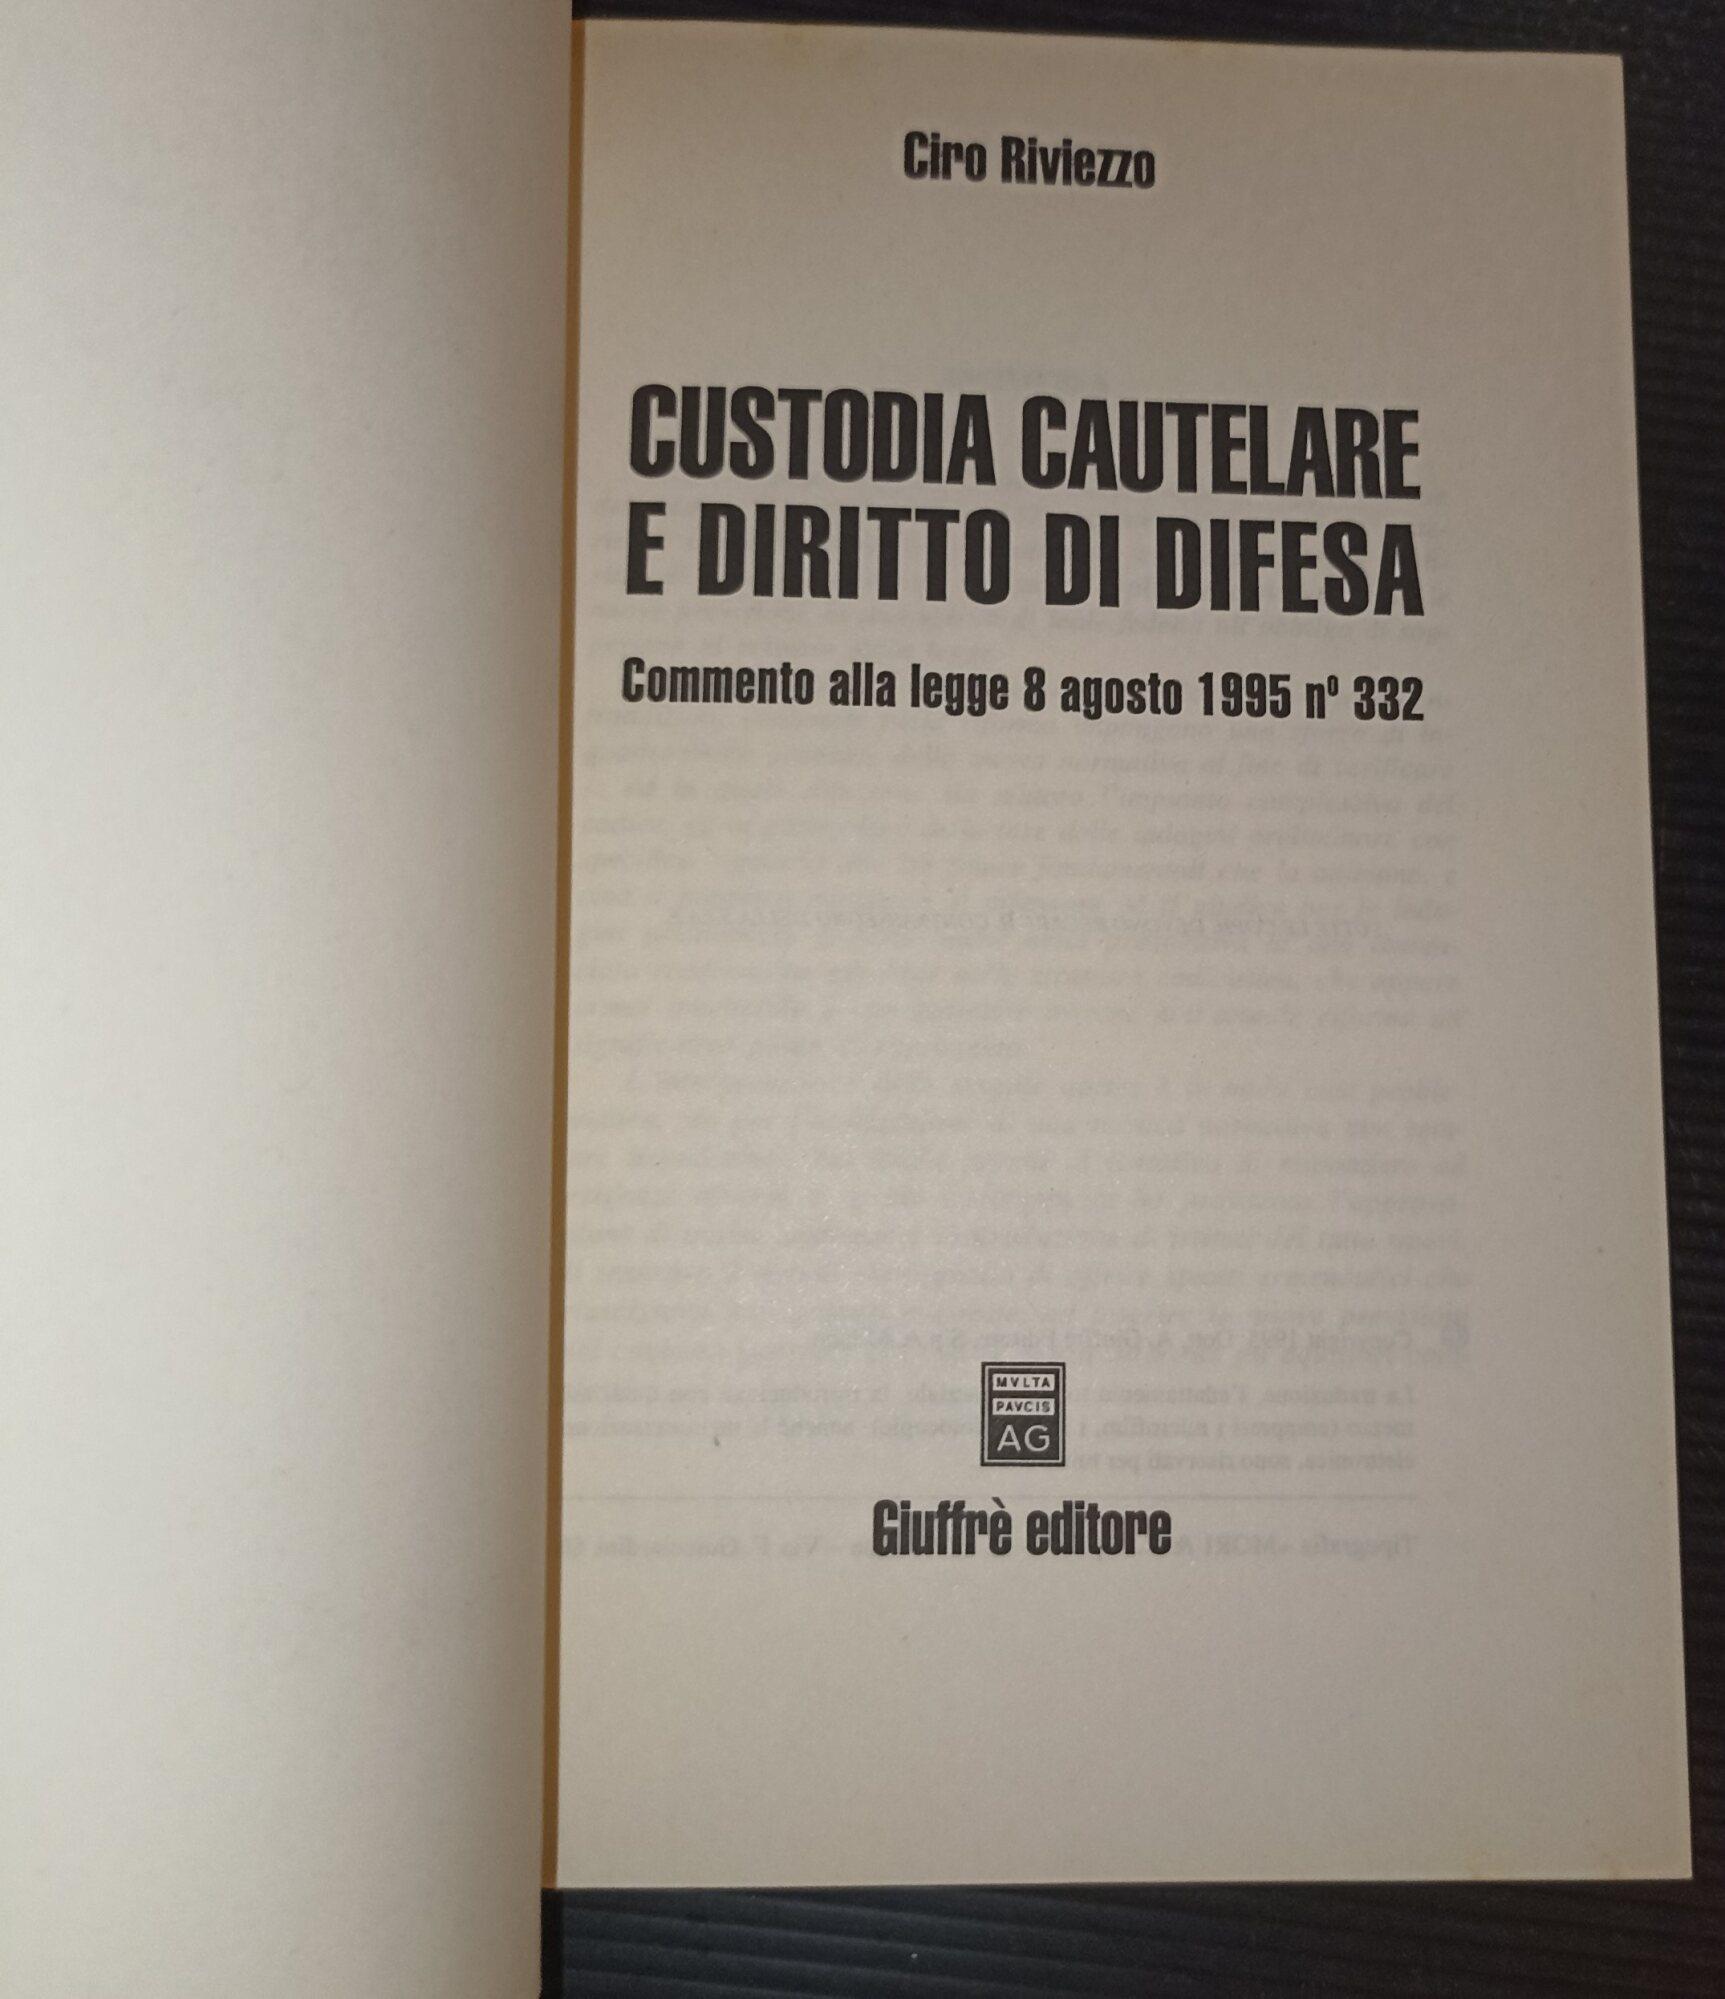 Ciro Riviezzo
CUSTODIA CAUTELARE
E DIRITTO DI DIFESA
Commento alla legge 8 agosto 1995 nº 332
MVLTA
PAVCIS
AG
Giuffrè editore